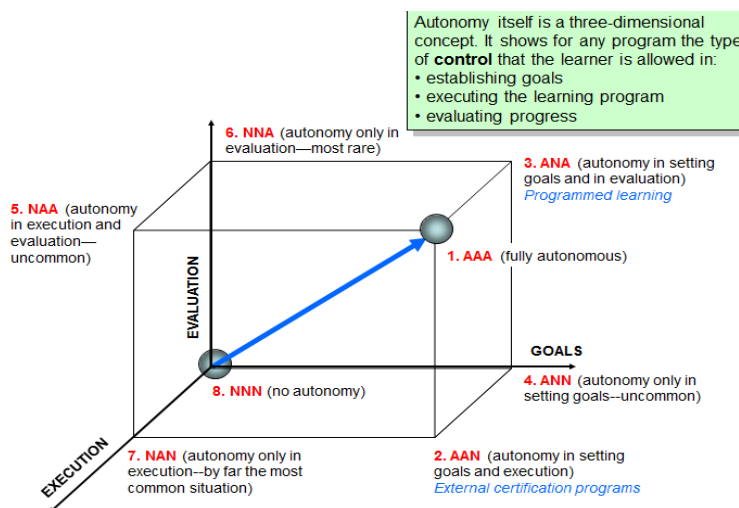 Autonomy itself is a three-dimensional
concept. It shows for any program the type
of control that the learner is allowed in:
• establishing goals
• executing the learning program
• evaluating progress
6. NNA (autonomy only in
evaluation—most rare)
3. ANA (autonomy in setting
goals and in evaluation)
Programmed learning
5. NAA (autonomy
in execution and
evaluation—
uncommon)
1. AAA (fully autonomous)
EVALUATION
GOALS
8. NNN (no autonomy)
4. ANN (autonomy only in
setting goals--uncommon)
EXECUTION
7. NAN (autonomy only in
execution--by far the most
common situation)
2. AAN (autonomy in setting
goals and execution)
External certification programs